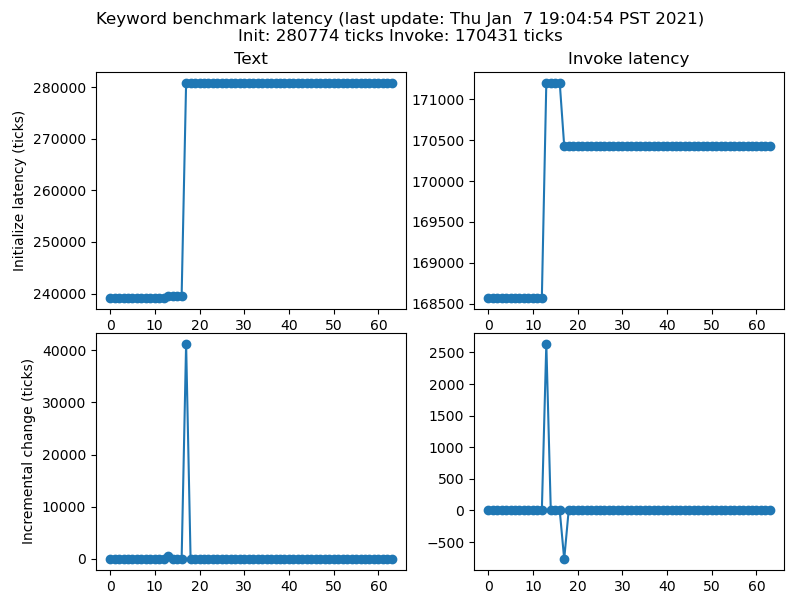 Keyword benchmark latency (last update: Thu Jan  7 19:04:54 PST 2021)
Init: 280774 ticks Invoke: 170431 ticks
Text
Invoke latency
Initialize latency (ticks)
280000
270000
260000
250000
240000
0 10 20 30 40 50 60
171000
170500
170000
169500
169000
168500
0 10 20 30 40 50 60
Incremental change (ticks)
40000
30000
20000
10000
0
0 10 20 30 40 50 60
2500
2000
1500
1000
500
0
−500
0 10 20 30 40 50 60